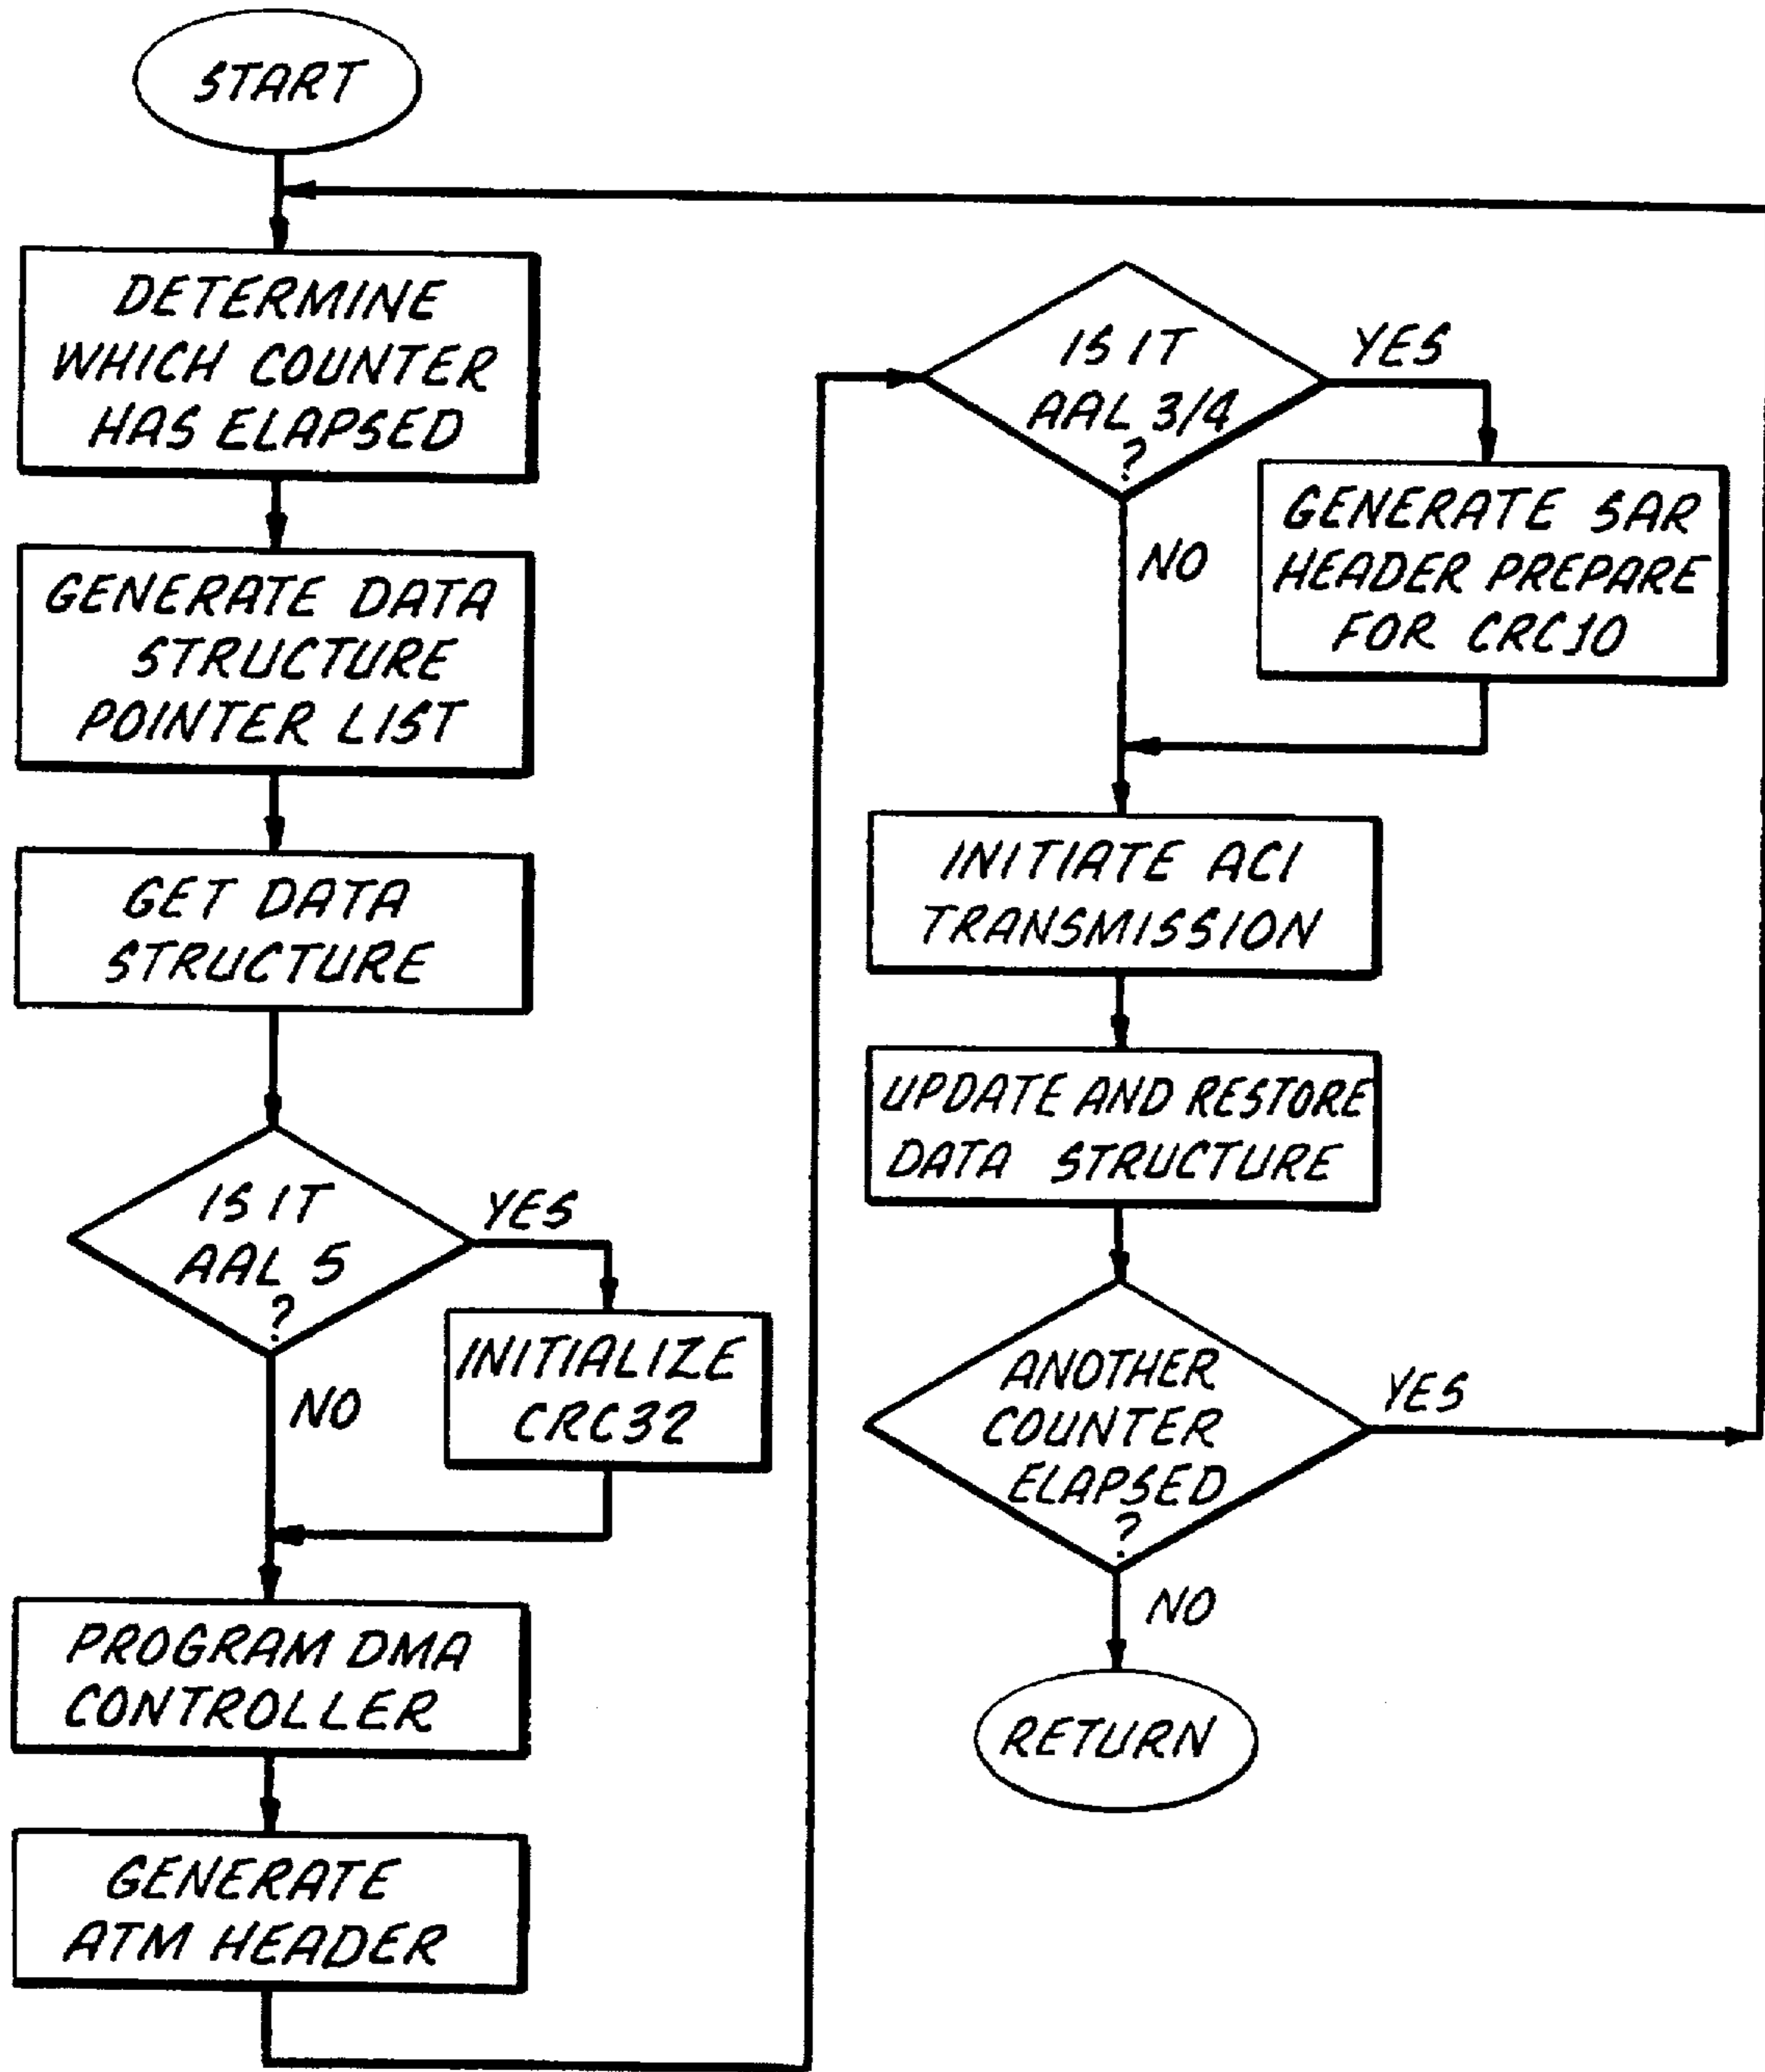 START
DETERMINE
WHICH COUNTER
HAS ELAPSED
GENERATE DATA
STRUCTURE
POINTER LIST
GET DATA
STRUCTURE
IS IT
AAL 5
?
YES
NO
INITIALIZE
CRC32
PROGRAM DMA
CONTROLLER
GENERATE
ATM HEADER
IS IT
AAL 3/4
?
YES
NO
GENERATE SAR
HEADER PREPARE
FOR CRC10
INITIATE ACI
TRANSMISSION
UPDATE AND RESTORE
DATA STRUCTURE
ANOTHER
COUNTER
ELAPSED
?
YES
NO
RETURN